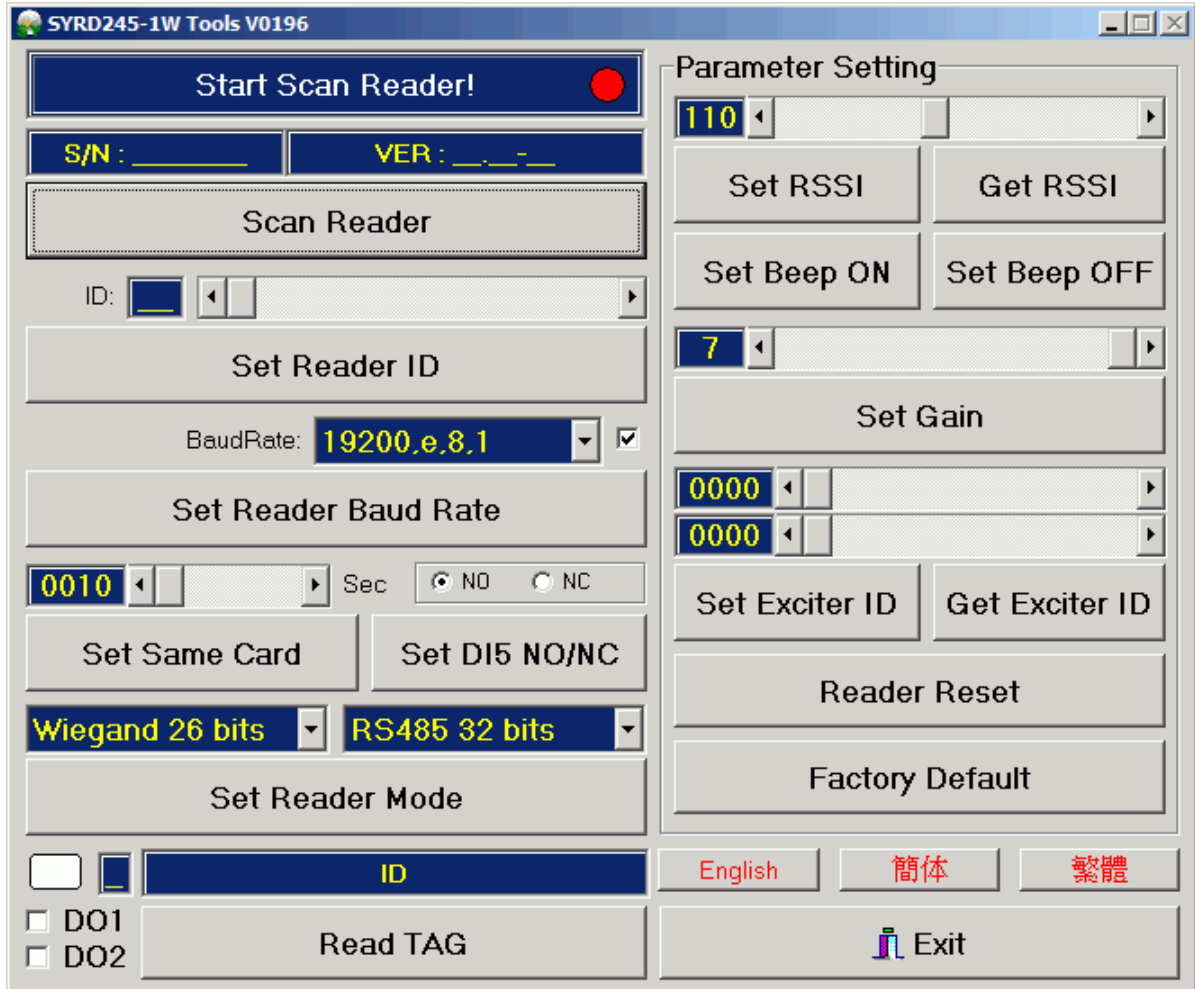 SYRD245-1W Tools V0196
Start Scan Reader!
S/N : ________ VER : __.__-__
Scan Reader
ID: __
Set Reader ID
BaudRate: 19200,e,8,1
Set Reader Baud Rate
0010 Sec NO NC
Set Same Card Set DI5 NO/NC
Wiegand 26 bits RS485 32 bits
Set Reader Mode
_ ID
DO1
DO2
Read TAG
Parameter Setting
110
Set RSSI Get RSSI
Set Beep ON Set Beep OFF
7
Set Gain
0000
0000
Set Exciter ID Get Exciter ID
Reader Reset
Factory Default
English 簡体 繁體
Exit